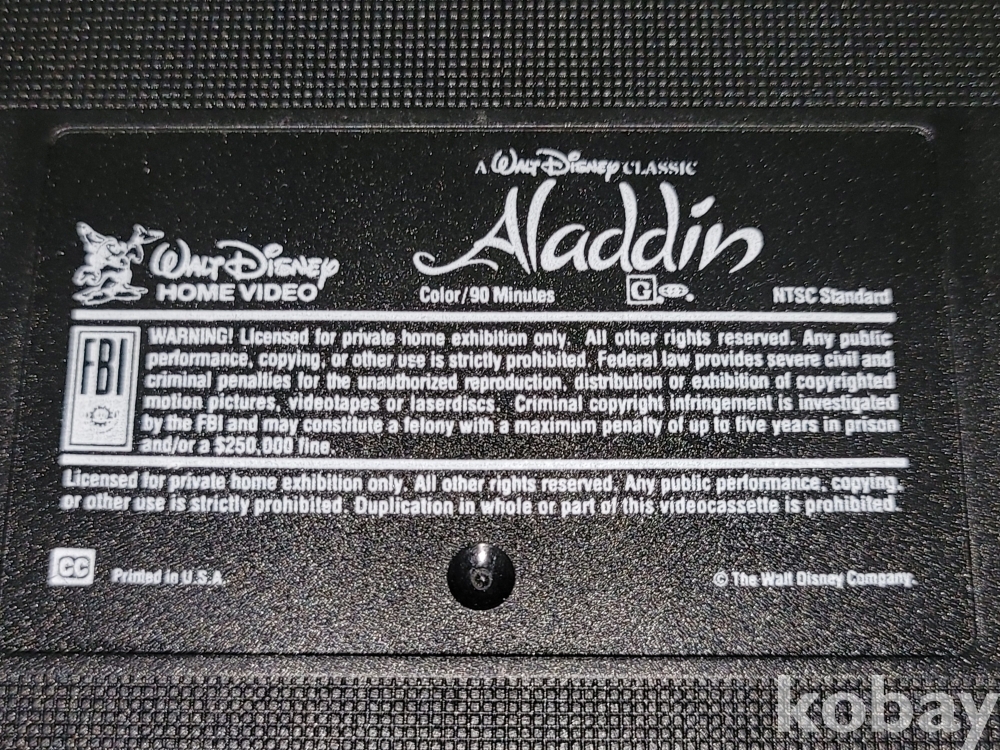 A WALT DISNEY CLASSIC
Aladdin
WALT DISNEY
HOME VIDEO
Color/90 Minutes
G
NTSC Standard
FBI
WARNING! Licensed for private home exhibition only. All other rights reserved. Any public
performance, copying, or other use is strictly prohibited. Federal law provides severe civil and
criminal penalties for the unauthorized reproduction, distribution or exhibition of copyrighted
motion pictures, videotapes or laserdiscs. Criminal copyright infringement is investigated
by the FBI and may constitute a felony with a maximum penalty of up to five years in prison
and/or a $250,000 fine.
Licensed for private home exhibition only. All other rights reserved. Any public performance, copying,
or other use is strictly prohibited. Duplication in whole or part of this videocassette is prohibited.
CC
Printed in U.S.A.
© The Walt Disney Company.
kobay